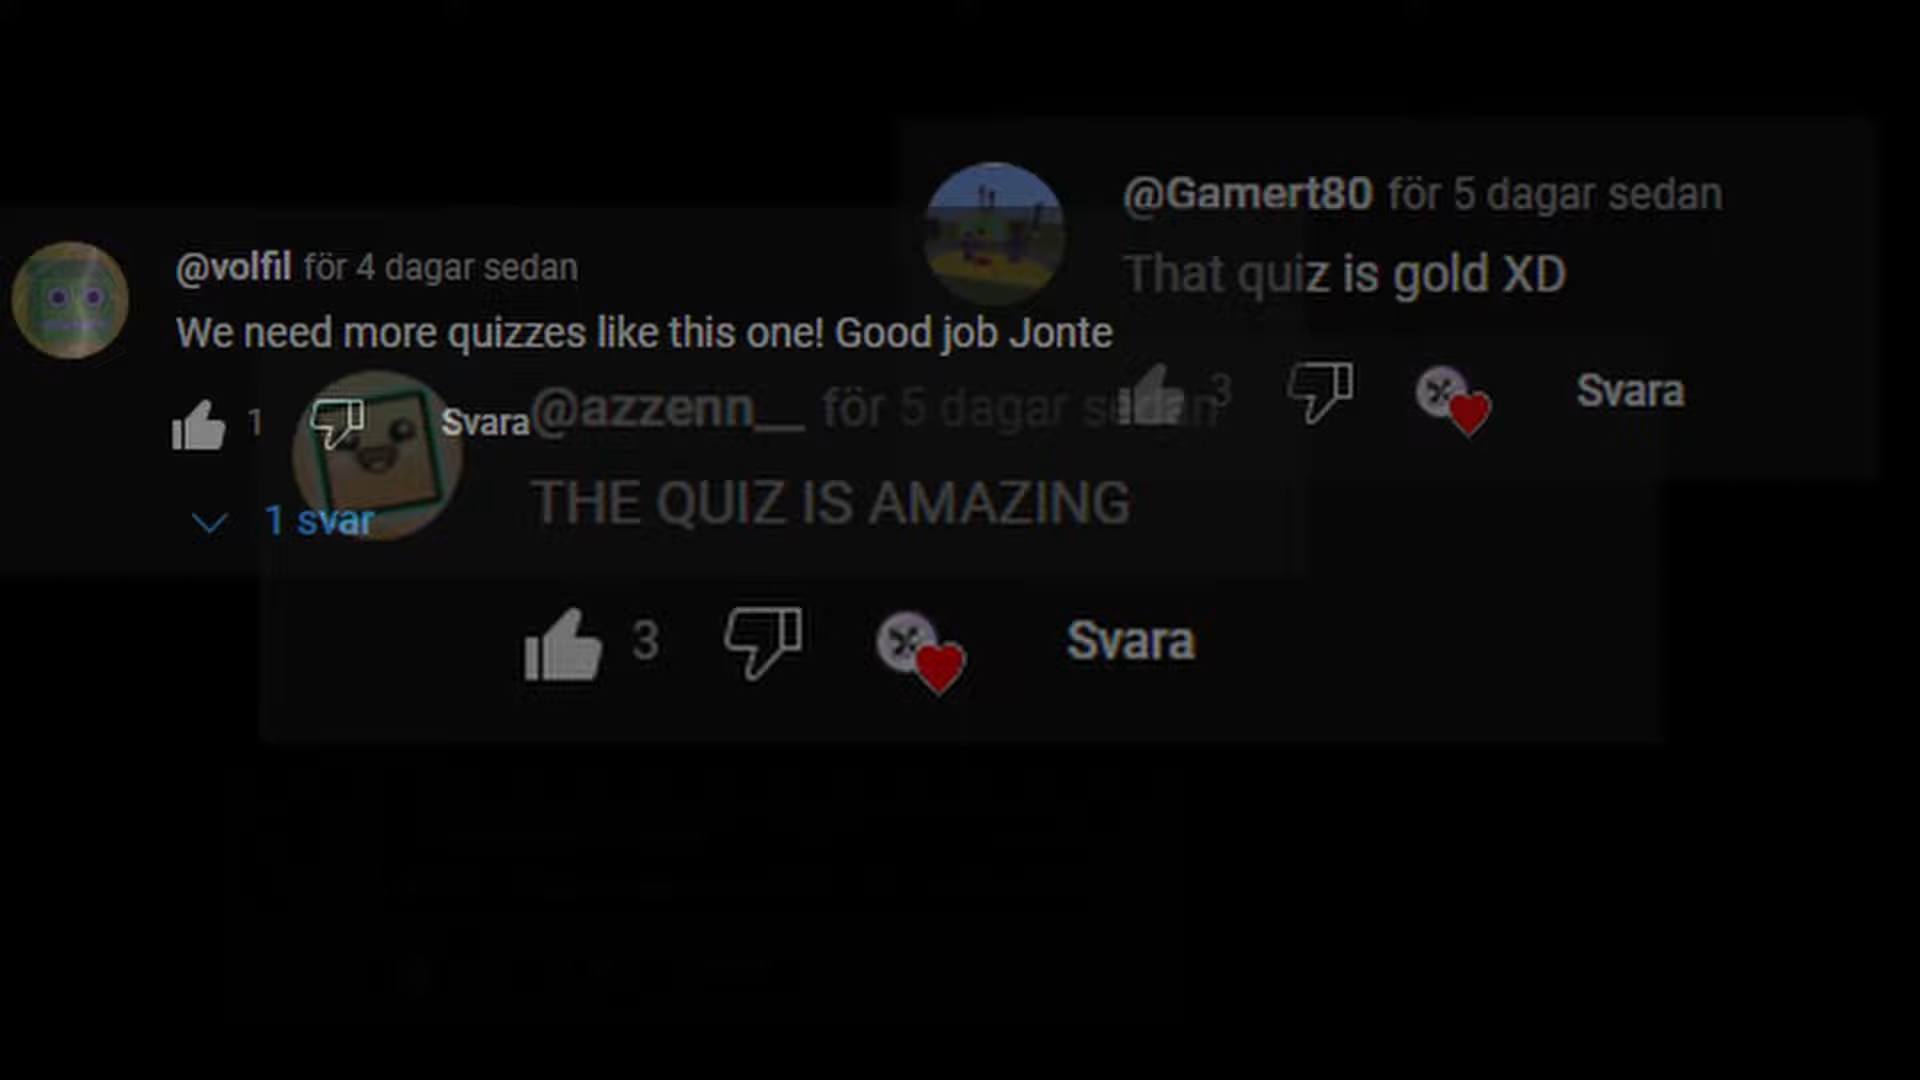 @Gamert80 för 5 dagar sedan
That quiz is gold XD
3
Svara
@volfil för 4 dagar sedan
We need more quizzes like this one! Good job Jonte
1
Svara
1 svar
@azzenn__ för 5 dagar sedan
THE QUIZ IS AMAZING
3
Svara